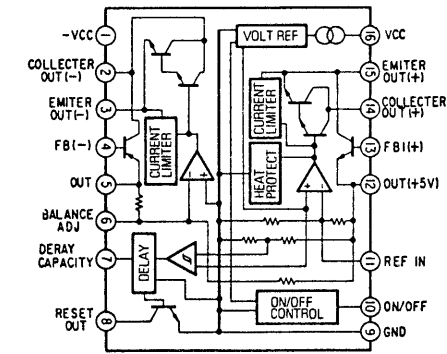 -VCC
1
COLLECTER
OUT(-)
2
EMITER
OUT(-)
3
FB(-)
4
OUT
5
BALANCE
ADJ
6
DERAY
CAPACITY
7
RESET
OUT
8
VOLT REF
CURRENT
LIMITER
CURRENT
LIMITER
HEAT
PROTECT
-
+
+
-
DELAY
ON/OFF
CONTROL
16
VCC
15
EMITER
OUT(+)
14
COLLECTER
OUT(+)
13
FB1(+)
12
OUT(+5V)
11
REF IN
10
ON/OFF
9
GND